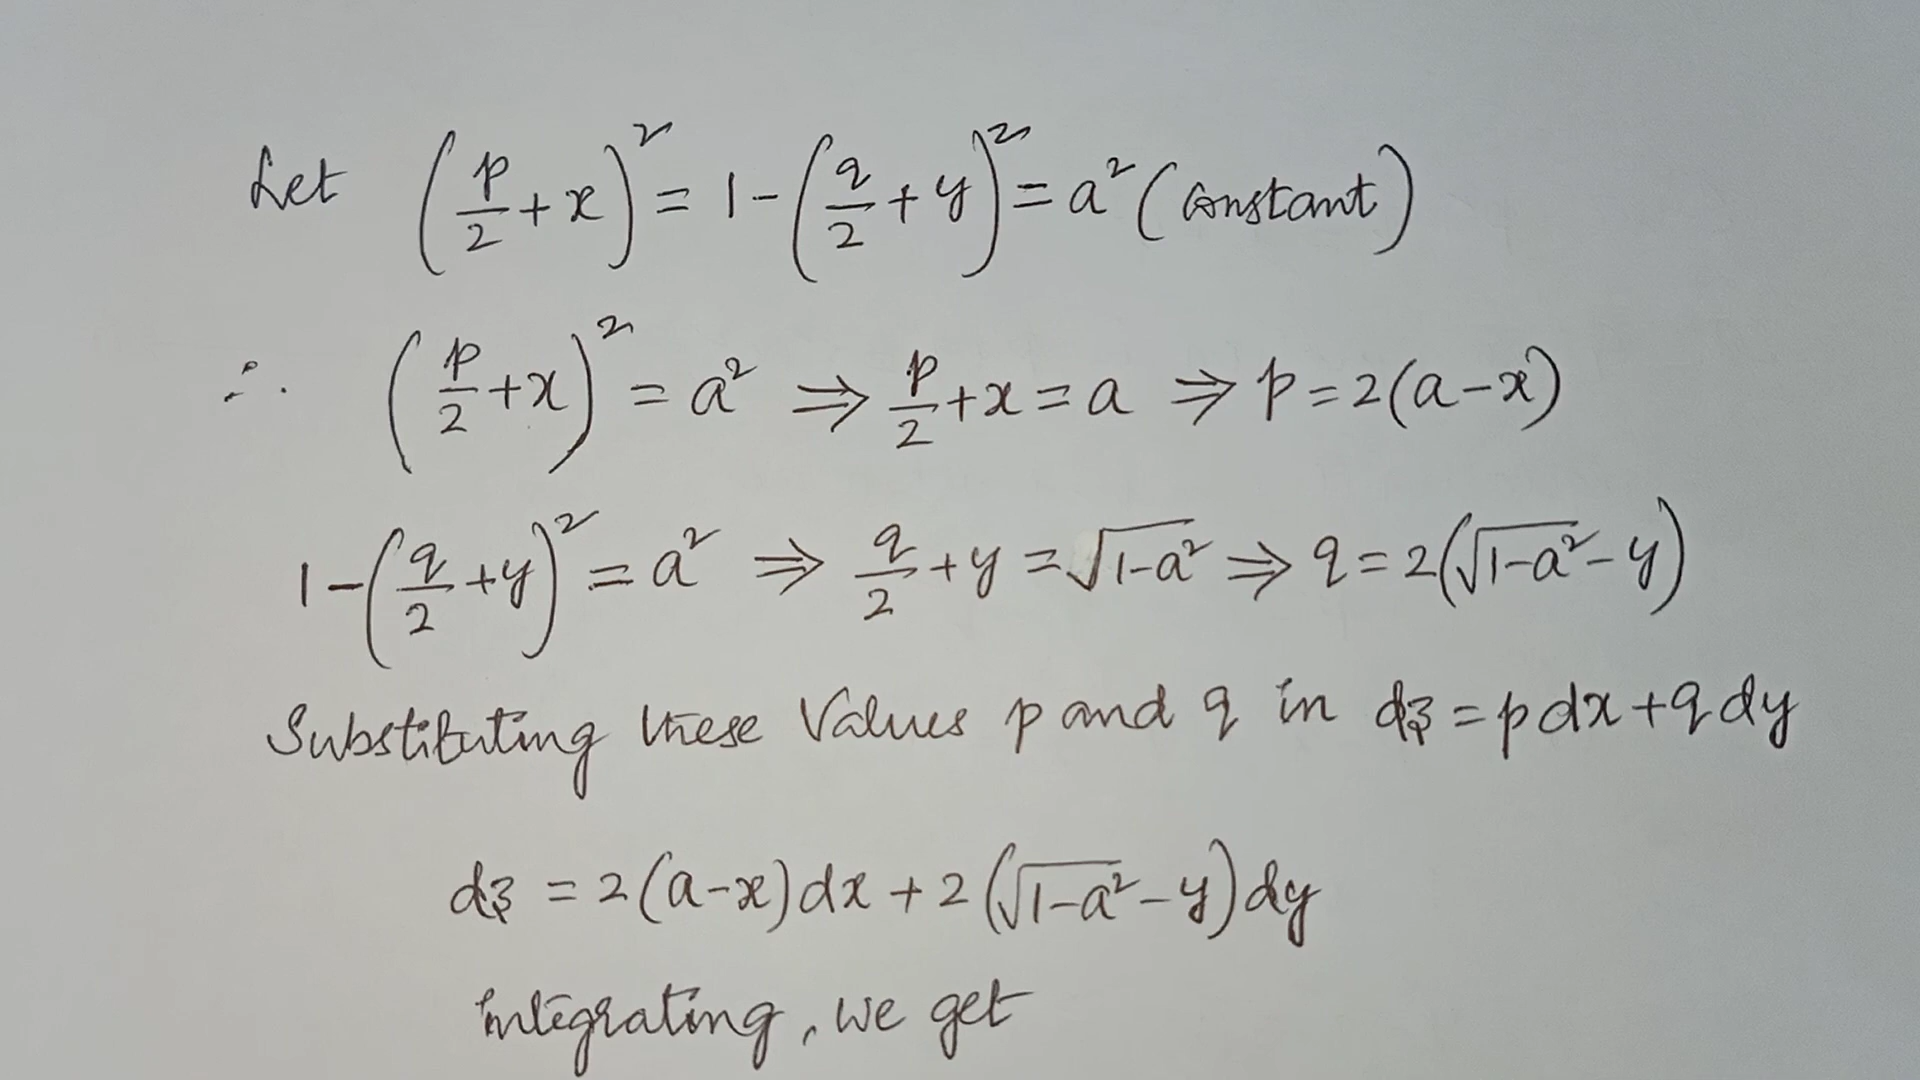 Let (p/2 + x)² = 1 - (q/2 + y)² = a² (constant)
∴ (p/2 + x)² = a² ⇒ p/2 + x = a ⇒ p = 2(a - x)
1 - (q/2 + y)² = a² ⇒ q/2 + y = √(1-a²) ⇒ q = 2(√(1-a²) - y)
Substituting these Values p and q in dz = p dx + q dy
dz = 2(a - x) dx + 2(√(1-a²) - y) dy
integrating, we get